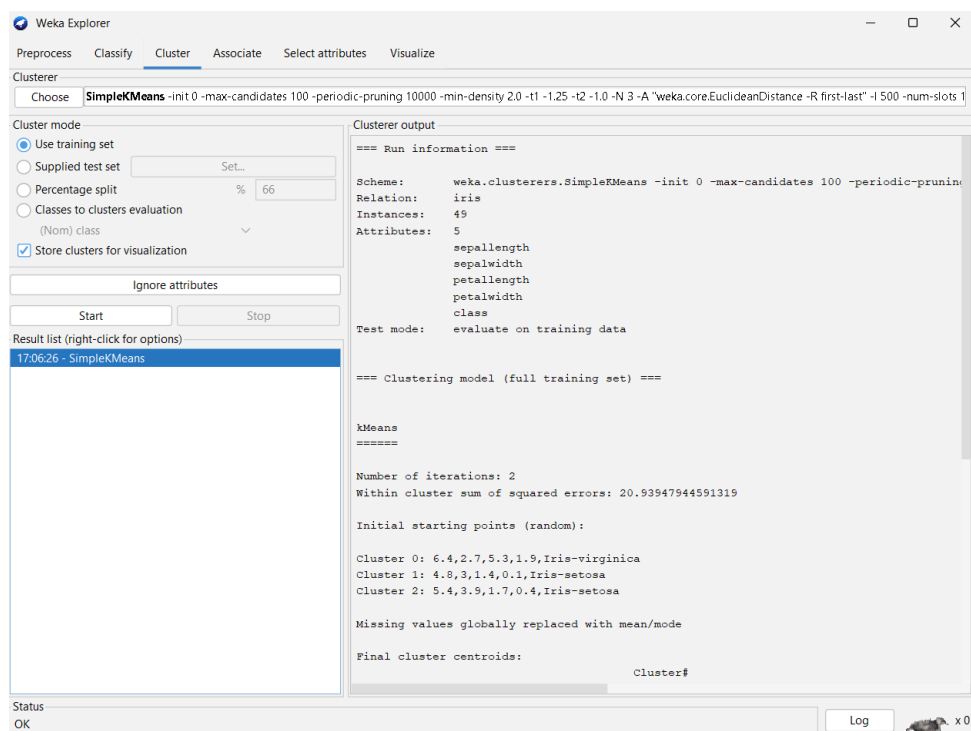 Weka Explorer
Preprocess Classify Cluster Associate Select attributes Visualize
Clusterer
Choose SimpleKMeans -init 0 -max-candidates 100 -periodic-pruning 10000 -min-density 2.0 -t1 -1.25 -t2 -1.0 -N 3 -A "weka.core.EuclideanDistance -R first-last" -I 500 -num-slots 1
Cluster mode
Use training set
Supplied test set Set...
Percentage split % 66
Classes to clusters evaluation
(Nom) class
Store clusters for visualization
Ignore attributes
Start Stop
Result list (right-click for options)
17:06:26 - SimpleKMeans
Clusterer output
=== Run information ===
Scheme: weka.clusterers.SimpleKMeans -init 0 -max-candidates 100 -periodic-pruning
Relation: iris
Instances: 49
Attributes: 5
sepallength
sepalwidth
petallength
petalwidth
class
Test mode: evaluate on training data
=== Clustering model (full training set) ===
kMeans
======
Number of iterations: 2
Within cluster sum of squared errors: 20.93947944591319
Initial starting points (random):
Cluster 0: 6.4,2.7,5.3,1.9,Iris-virginica
Cluster 1: 4.8,3,1.4,0.1,Iris-setosa
Cluster 2: 5.4,3.9,1.7,0.4,Iris-setosa
Missing values globally replaced with mean/mode
Final cluster centroids:
Cluster#
Status
OK
Log x 0